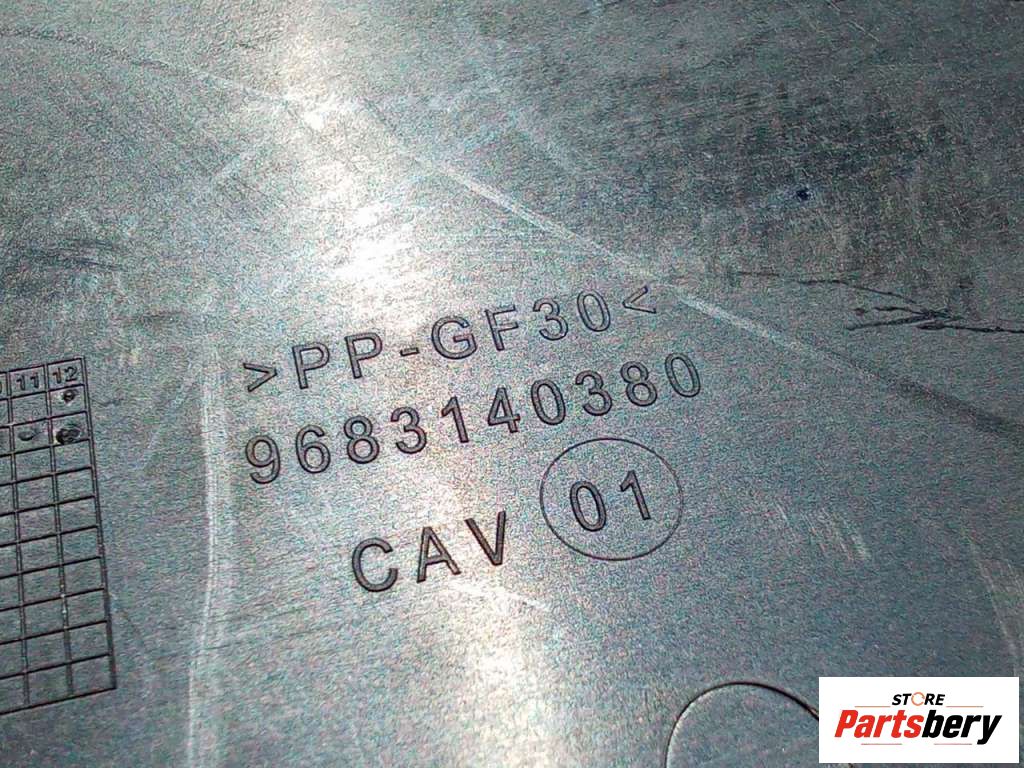 >PP-GF30<
9683140380
CAV 01
11 12
STORE
Partsbery